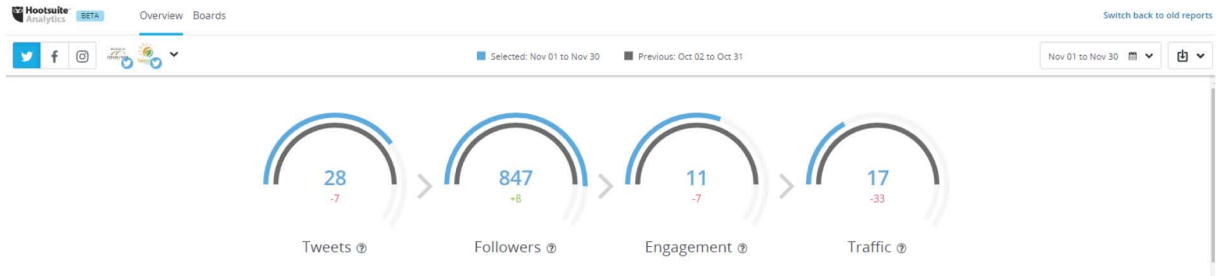 Hootsuite™
Analytics BETA Overview Boards Switch back to old reports
Selected: Nov 01 to Nov 30 Previous: Oct 02 to Oct 31 Nov 01 to Nov 30
28 847 11 17
-7 +8 -7 -33
Tweets ? Followers ? Engagement ? Traffic ?